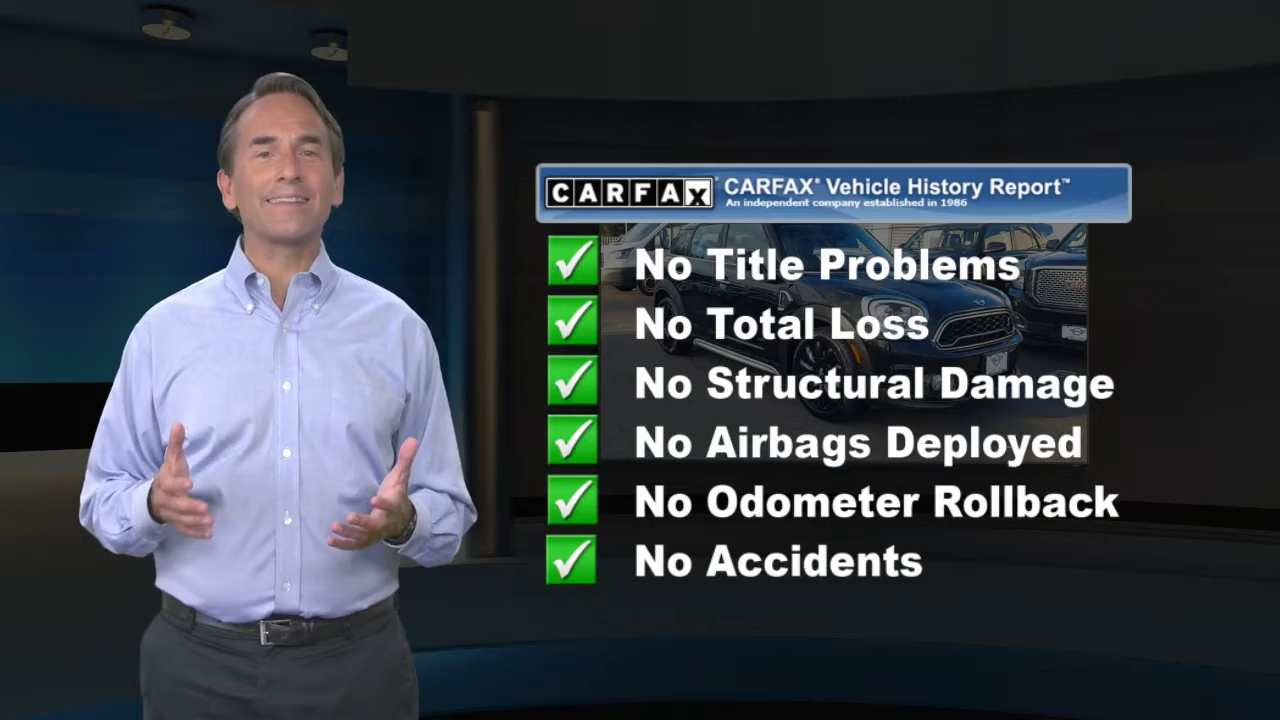 CARFAX® CARFAX® Vehicle History Report™
An independent company established in 1986
No Title Problems
No Total Loss
No Structural Damage
No Airbags Deployed
No Odometer Rollback
No Accidents